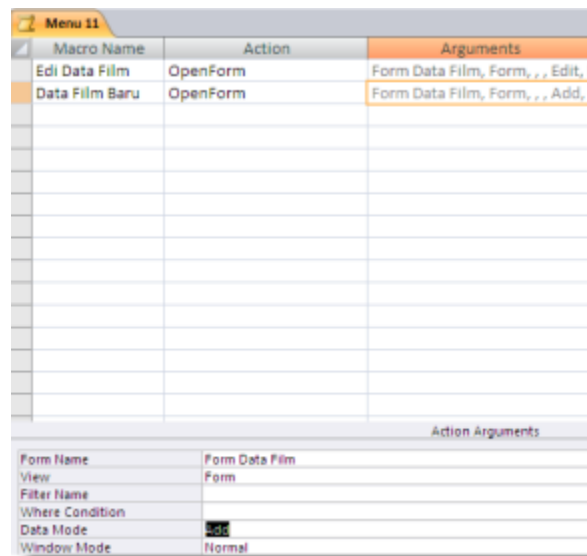 Menu 11
Macro Name Action Arguments
Edi Data Film OpenForm Form Data Film, Form, , , Edit,
Data Film Baru OpenForm Form Data Film, Form, , , Add,
Action Arguments
Form Name Form Data Film
View Form
Filter Name
Where Condition
Data Mode Add
Window Mode Normal